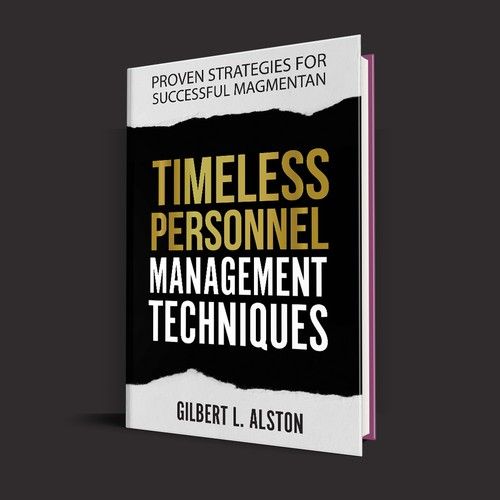 PROVEN STRATEGIES FOR
SUCCESSFUL MAGMENTAN
TIMELESS
PERSONNEL
MANAGEMENT
TECHNIQUES
GILBERT L. ALSTON